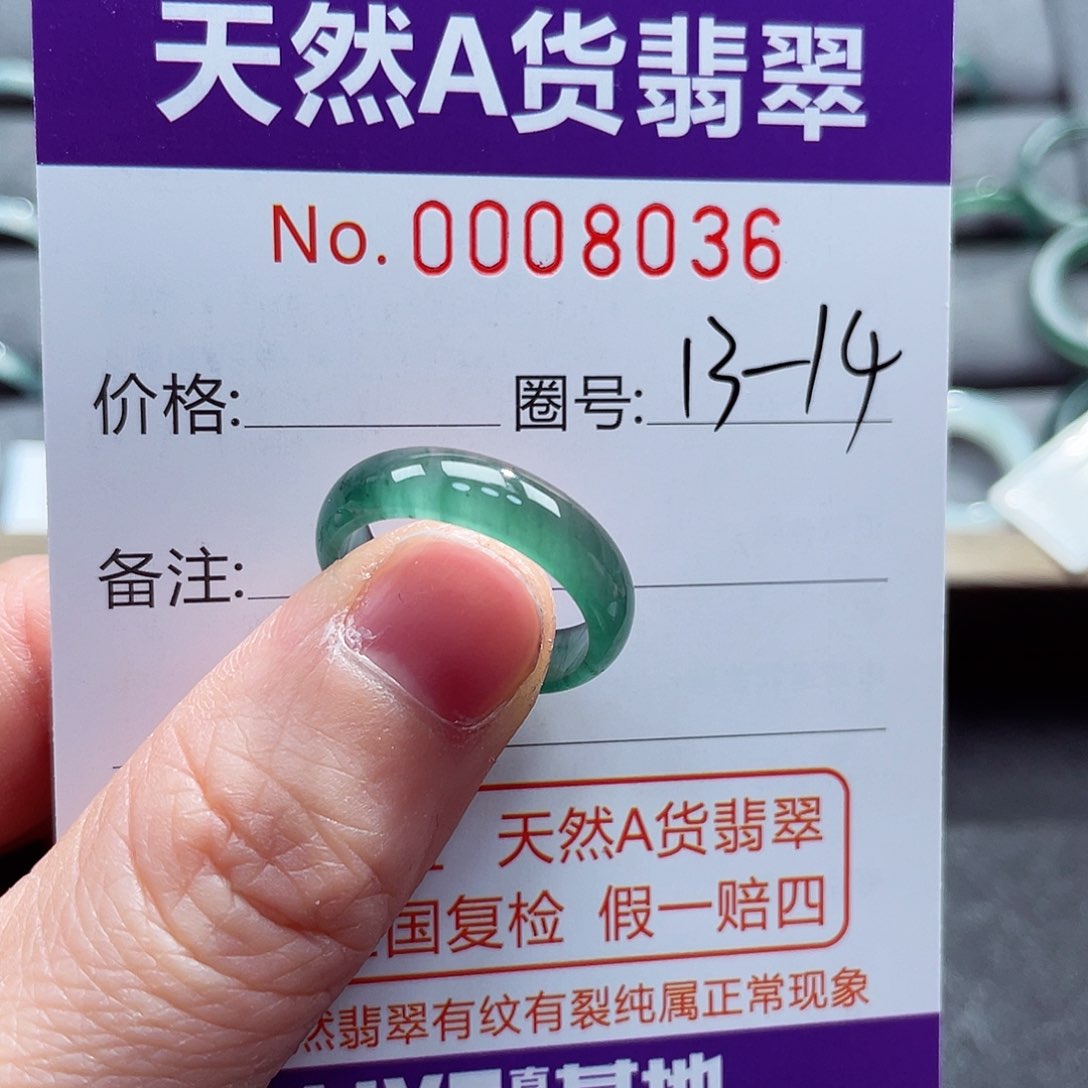 天然A货翡翠
No. 0008036
价格: 圈号: 13-14
备注:
天然A货翡翠
国复检 假一赔四
然翡翠有纹有裂纯属正常现象
基地